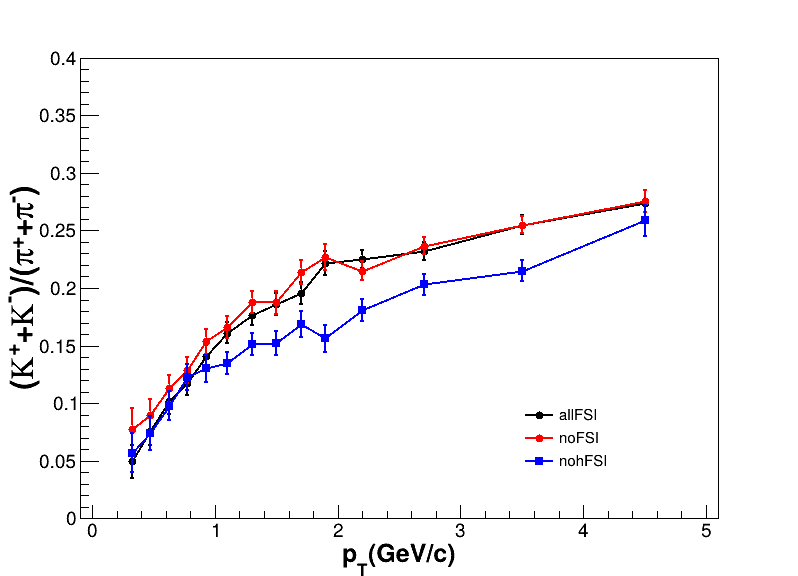 0.4
0.35
0.3
0.25
0.2
0.15
0.1
0.05
0
(K⁺+K⁻)/(π⁺+π⁻)
allFSI
noFSI
nohFSI
0 1 2 3 4 5
p_T(GeV/c)